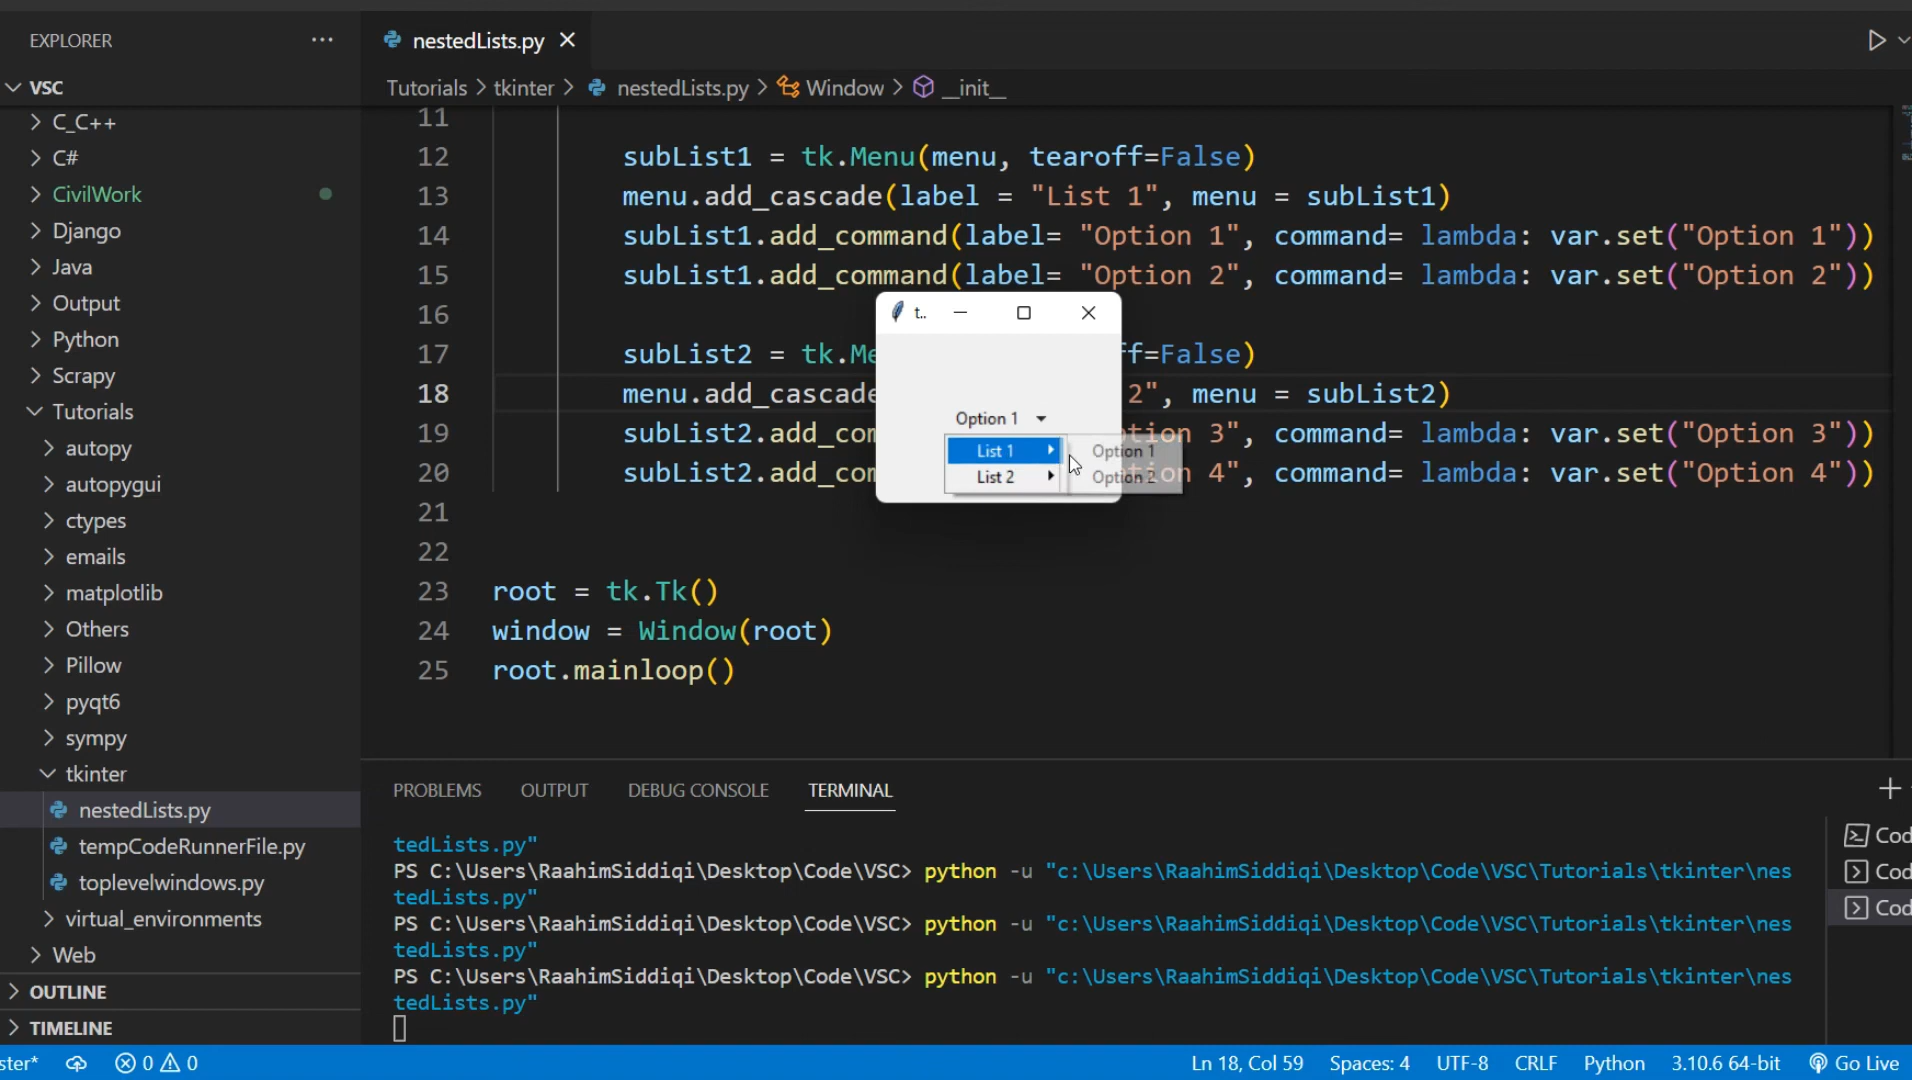 EXPLORER
VSC
C_C++
C#
CivilWork
Django
Java
Output
Python
Scrapy
Tutorials
autopy
autopygui
ctypes
emails
matplotlib
Others
Pillow
pyqt6
sympy
tkinter
nestedLists.py
tempCodeRunnerFile.py
toplevelwindows.py
virtual_environments
Web
OUTLINE
TIMELINE
nestedLists.py
Tutorials > tkinter > nestedLists.py > Window > __init__
11
12 subList1 = tk.Menu(menu, tearoff=False)
13 menu.add_cascade(label = "List 1", menu = subList1)
14 subList1.add_command(label= "Option 1", command= lambda: var.set("Option 1"))
15 subList1.add_command(label= "Option 2", command= lambda: var.set("Option 2"))
16
17 subList2 = tk.Me ff=False)
18 menu.add_cascade 2", menu = subList2)
19 subList2.add_com tion 3", command= lambda: var.set("Option 3"))
20 subList2.add_com on 4", command= lambda: var.set("Option 4"))
21
22
23 root = tk.Tk()
24 window = Window(root)
25 root.mainloop()
t..
Option 1
List 1
List 2
Option 1
Option 2
PROBLEMS OUTPUT DEBUG CONSOLE TERMINAL
tedLists.py"
PS C:\Users\RaahimSiddiqi\Desktop\Code\VSC> python -u "c:\Users\RaahimSiddiqi\Desktop\Code\VSC\Tutorials\tkinter\nes
tedLists.py"
PS C:\Users\RaahimSiddiqi\Desktop\Code\VSC> python -u "c:\Users\RaahimSiddiqi\Desktop\Code\VSC\Tutorials\tkinter\nes
tedLists.py"
PS C:\Users\RaahimSiddiqi\Desktop\Code\VSC> python -u "c:\Users\RaahimSiddiqi\Desktop\Code\VSC\Tutorials\tkinter\nes
tedLists.py"
Cod
Cod
Cod
ster* 0 0 Ln 18, Col 59 Spaces: 4 UTF-8 CRLF Python 3.10.6 64-bit Go Live